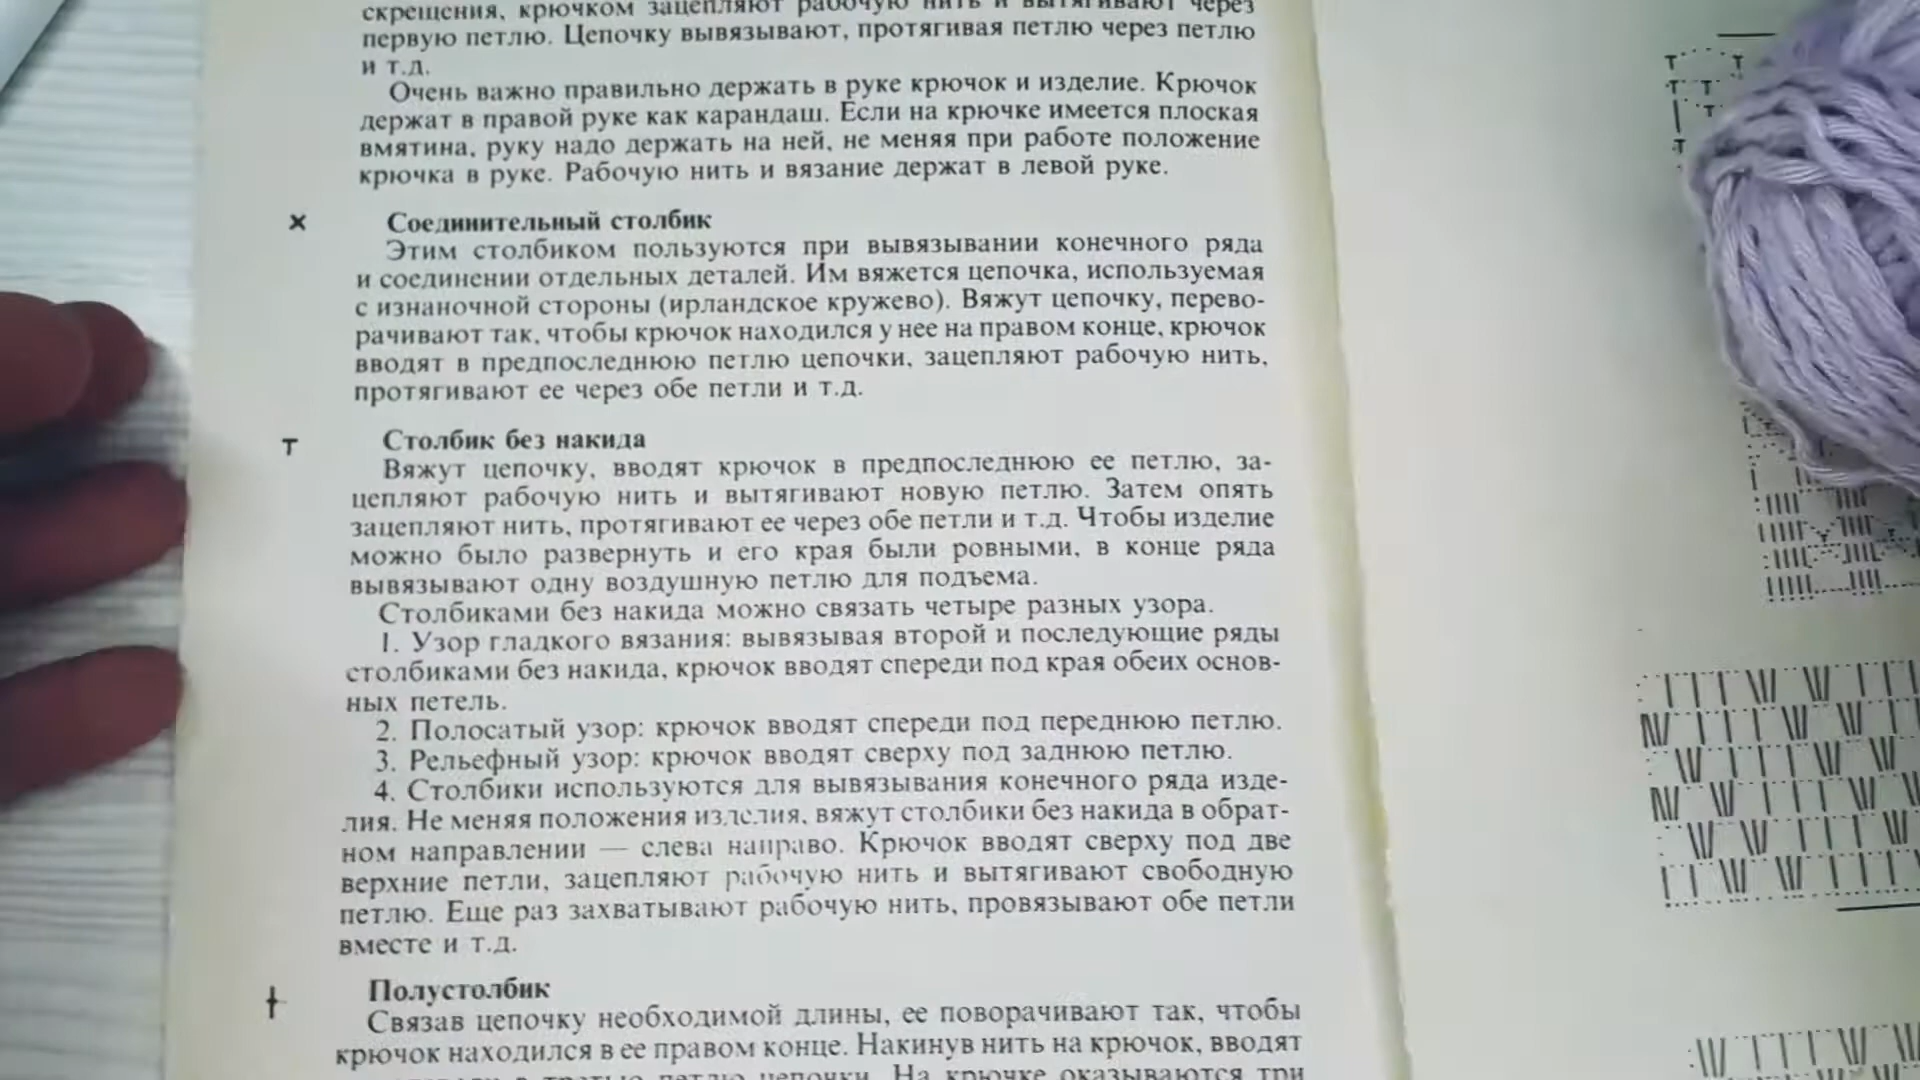 скрещения, крючком зацепляют рабочую нить и вытягивают через
первую петлю. Цепочку вывязывают, протягивая петлю через петлю
и т.д.
Очень важно правильно держать в руке крючок и изделие. Крючок
держат в правой руке как карандаш. Если на крючке имеется плоская
вмятина, руку надо держать на ней, не меняя при работе положение
крючка в руке. Рабочую нить и вязание держат в левой руке.
× Соединительный столбик
Этим столбиком пользуются при вывязывании конечного ряда
и соединении отдельных деталей. Им вяжется цепочка, используемая
с изнаночной стороны (ирландское кружево). Вяжут цепочку, перево-
рачивают так, чтобы крючок находился у нее на правом конце, крючок
вводят в предпоследнюю петлю цепочки, зацепляют рабочую нить,
протягивают ее через обе петли и т.д.
т Столбик без накида
Вяжут цепочку, вводят крючок в предпоследнюю ее петлю, за-
цепляют рабочую нить и вытягивают новую петлю. Затем опять
зацепляют нить, протягивают ее через обе петли и т.д. Чтобы изделие
можно было развернуть и его края были ровными, в конце ряда
вывязывают одну воздушную петлю для подъема.
Столбиками без накида можно связать четыре разных узора.
1. Узор гладкого вязания: вывязывая второй и последующие ряды
столбиками без накида, крючок вводят спереди под края обеих основ-
ных петель.
2. Полосатый узор: крючок вводят спереди под переднюю петлю.
3. Рельефный узор: крючок вводят сверху под заднюю петлю.
4. Столбики используются для вывязывания конечного ряда изде-
лия. Не меняя положения изделия, вяжут столбики без накида в обрат-
ном направлении — слева направо. Крючок вводят сверху под две
верхние петли, зацепляют рабочую нить и вытягивают свободную
петлю. Еще раз захватывают рабочую нить, провязывают обе петли
вместе и т.д.
Полустолбик
Связав цепочку необходимой длины, ее поворачивают так, чтобы
крючок находился в ее правом конце. Накинув нить на крючок, вводят
петлю цепочки. На крючке оказываются три